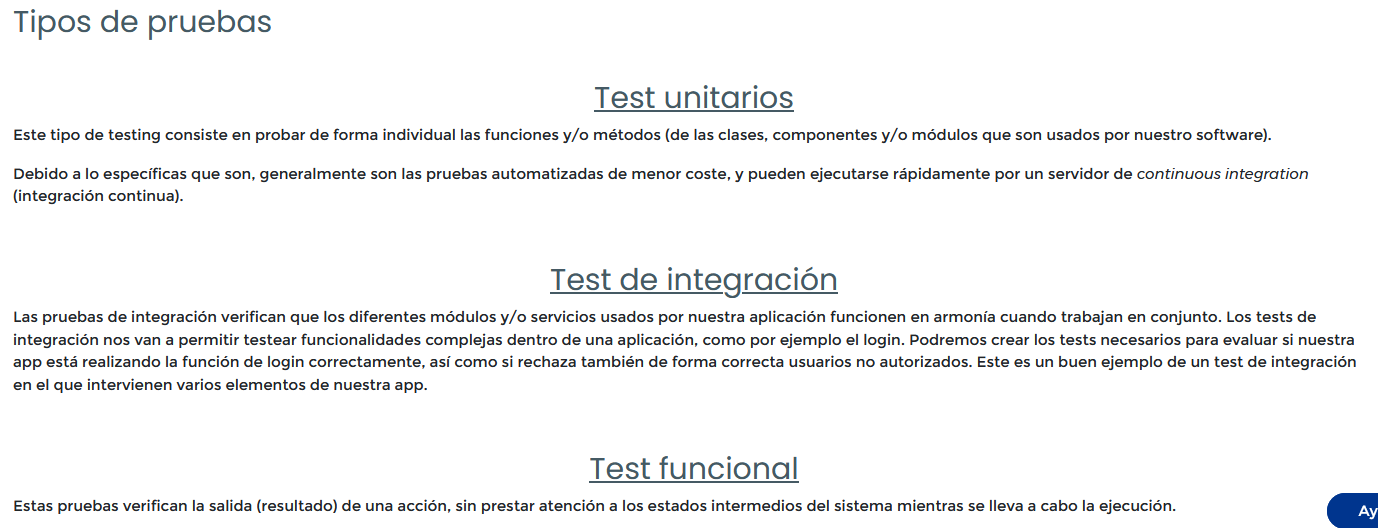 Tipos de pruebas
Test unitarios
Este tipo de testing consiste en probar de forma individual las funciones y/o métodos (de las clases, componentes y/o módulos que son usados por nuestro software).
Debido a lo específicas que son, generalmente son las pruebas automatizadas de menor coste, y pueden ejecutarse rápidamente por un servidor de continuous integration
(integración continua).
Test de integración
Las pruebas de integración verifican que los diferentes módulos y/o servicios usados por nuestra aplicación funcionen en armonía cuando trabajan en conjunto. Los tests de
integración nos van a permitir testear funcionalidades complejas dentro de una aplicación, como por ejemplo el login. Podremos crear los tests necesarios para evaluar si nuestra
app está realizando la función de login correctamente, así como si rechaza también de forma correcta usuarios no autorizados. Este es un buen ejemplo de un test de integración
en el que intervienen varios elementos de nuestra app.
Test funcional
Estas pruebas verifican la salida (resultado) de una acción, sin prestar atención a los estados intermedios del sistema mientras se lleva a cabo la ejecución.